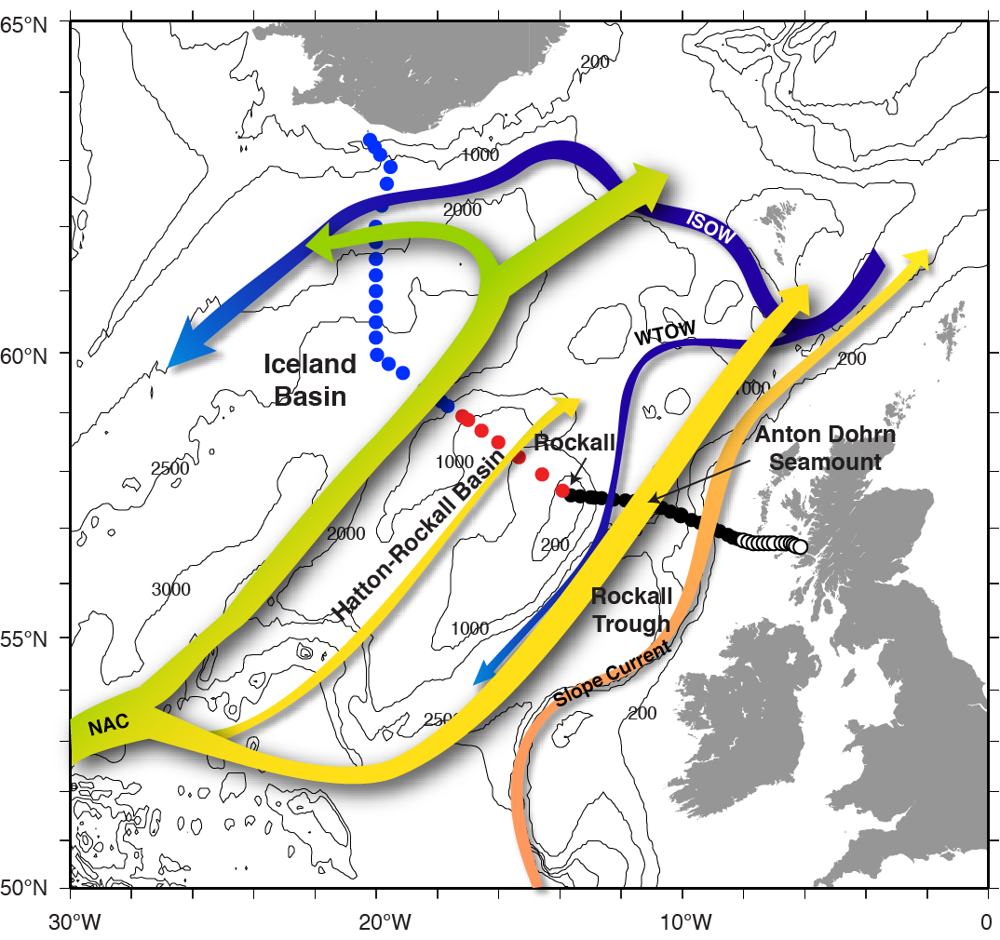 65°N
200
1000
2000
ISOW
WTOW
60°N
200
1000
Iceland
Basin
Rockall
Anton Dohrn
Seamount
2500
1000
Hatton-Rockall Basin
2000
200
3000
Rockall
Trough
55°N
1000
Slope Current
NAC
2500
200
50°N
30°W
20°W
10°W
0